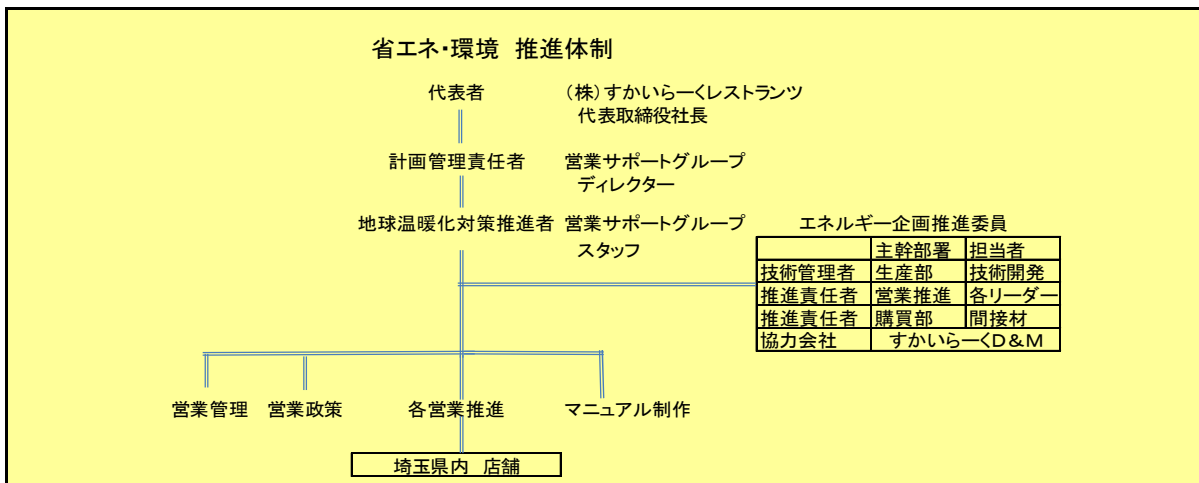 省エネ・環境 推進体制
代表者 (株)すかいらーくレストランツ
代表取締役社長
計画管理責任者 営業サポートグループ
ディレクター
地球温暖化対策推進者 営業サポートグループ
スタッフ
エネルギー企画推進委員
主幹部署 担当者
技術管理者 生産部 技術開発
推進責任者 営業推進 各リーダー
推進責任者 購買部 間接材
協力会社 すかいらーくD&M
営業管理 営業政策 各営業推進 マニュアル制作
埼玉県内 店舗